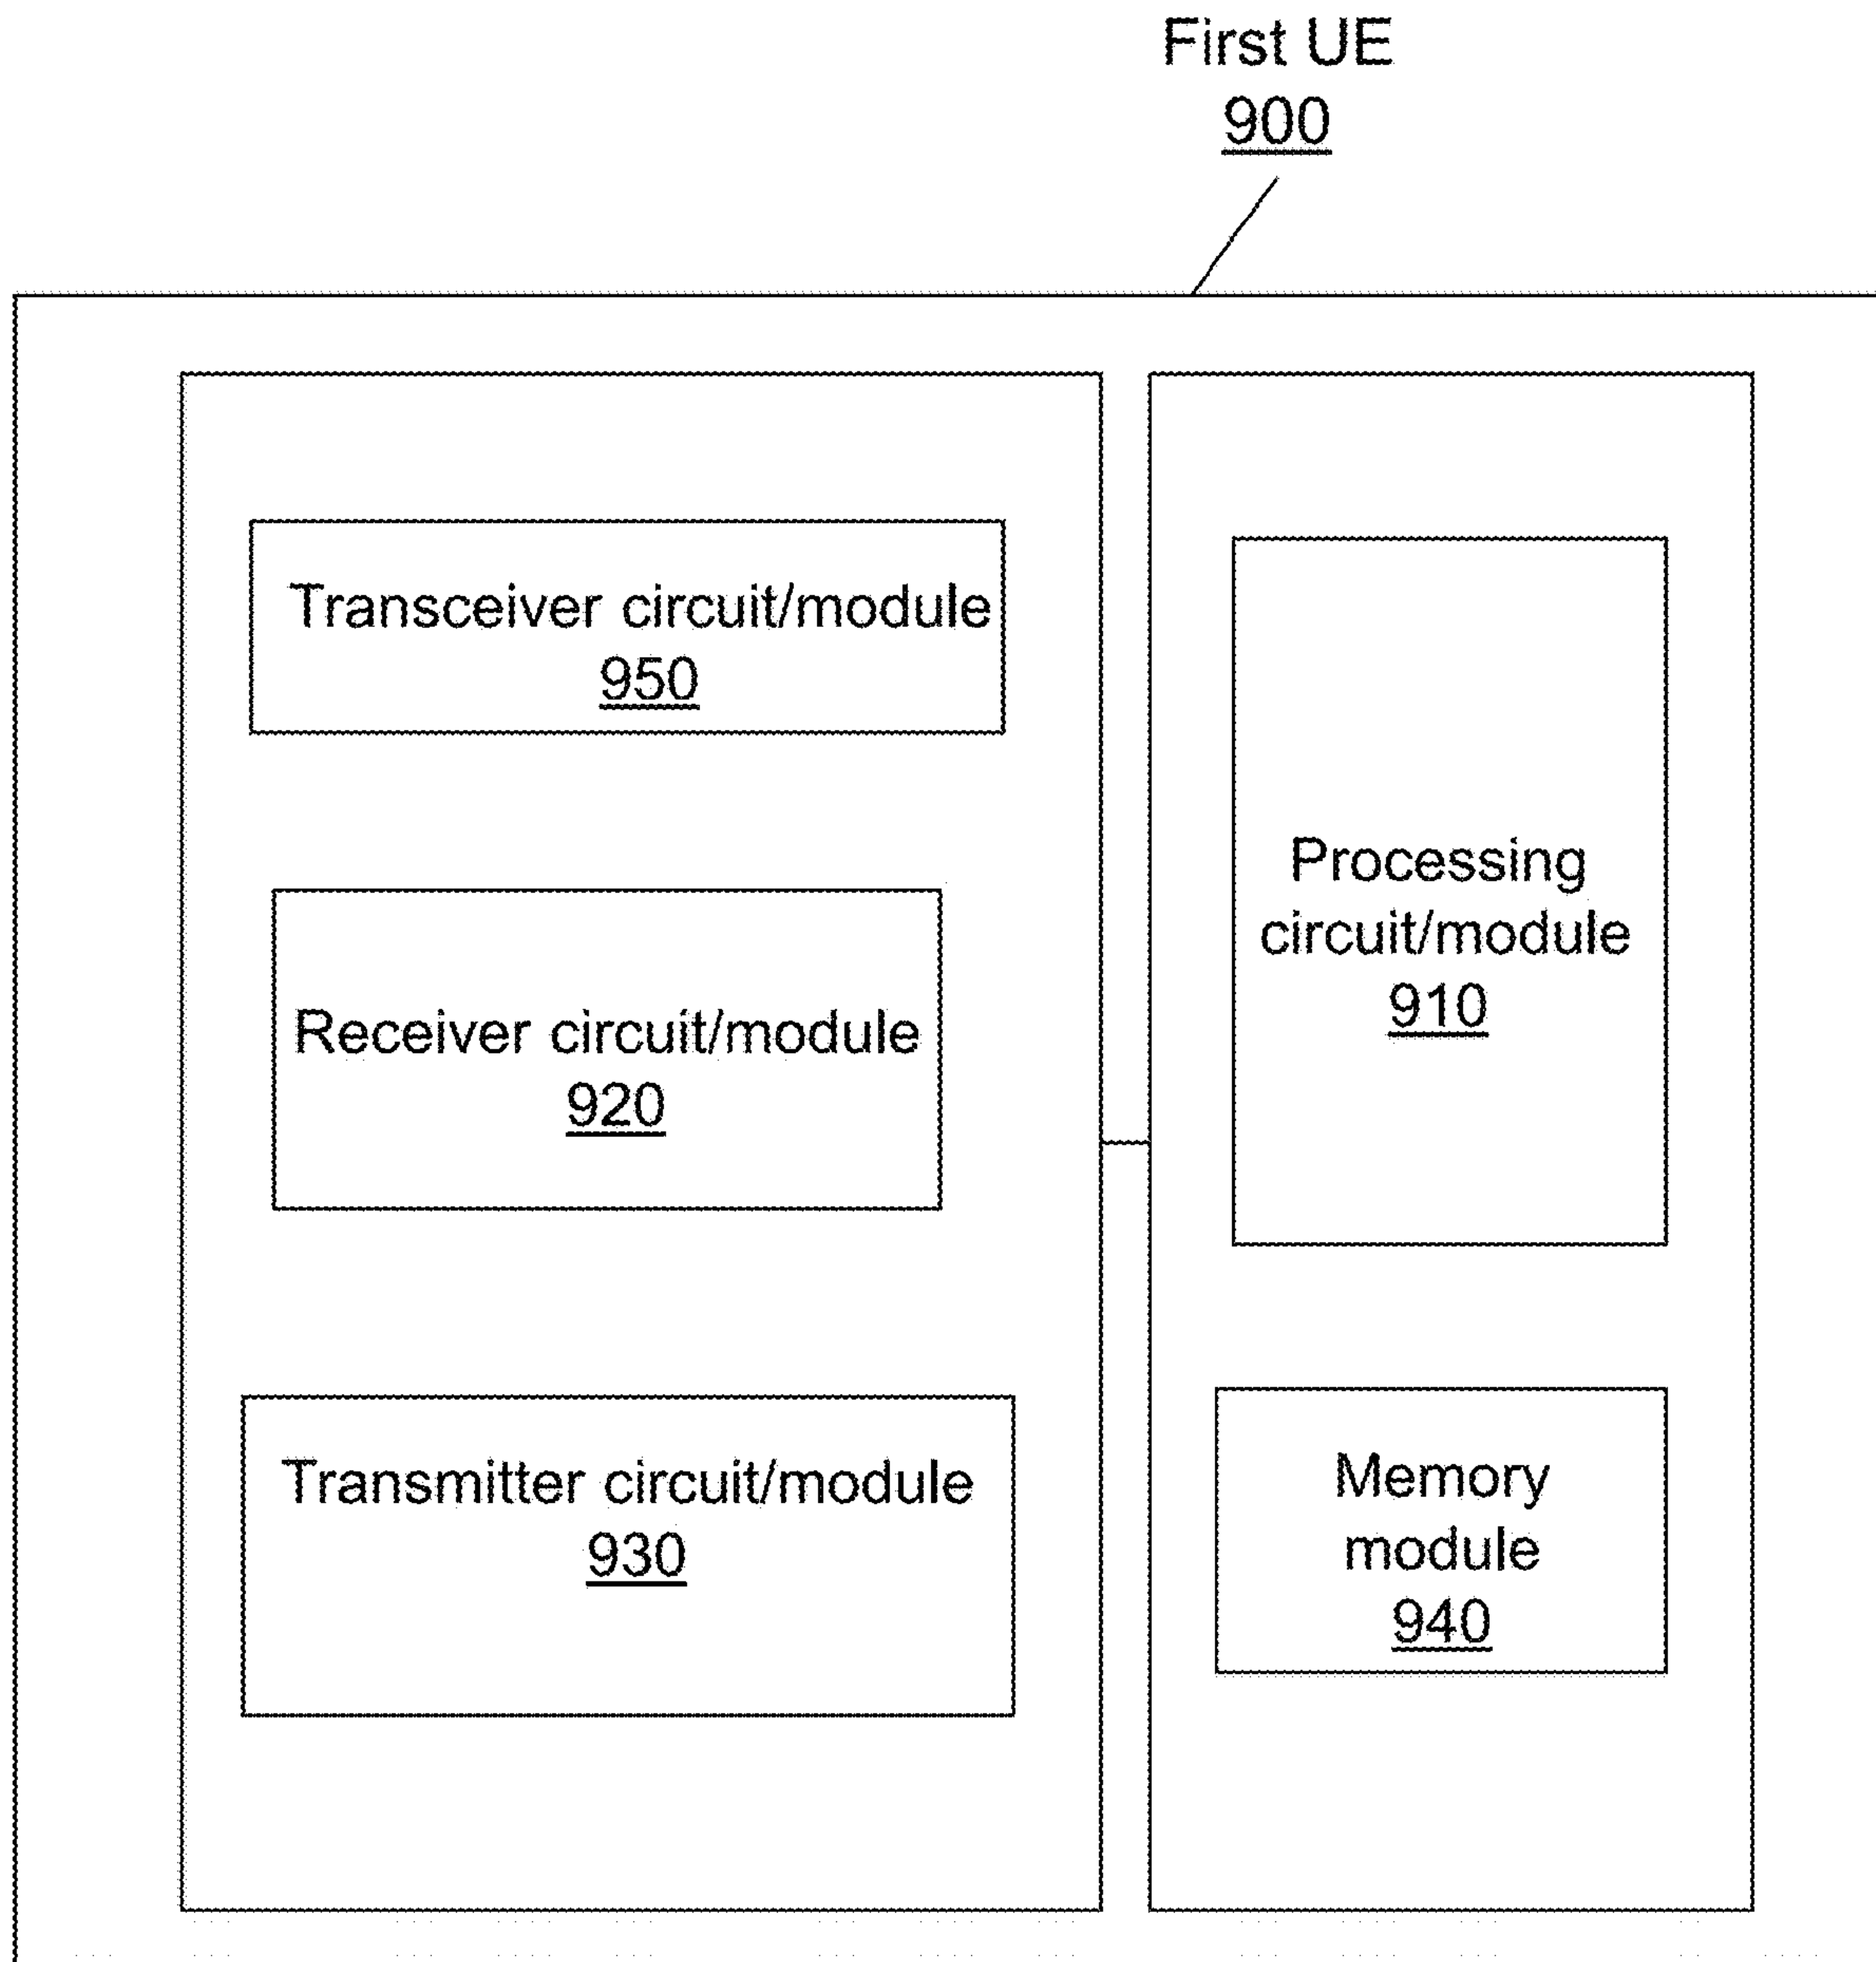 First UE
900
Transceiver circuit/module
950
Receiver circuit/module
920
Transmitter circuit/module
930
Processing
circuit/module
910
Memory
module
940